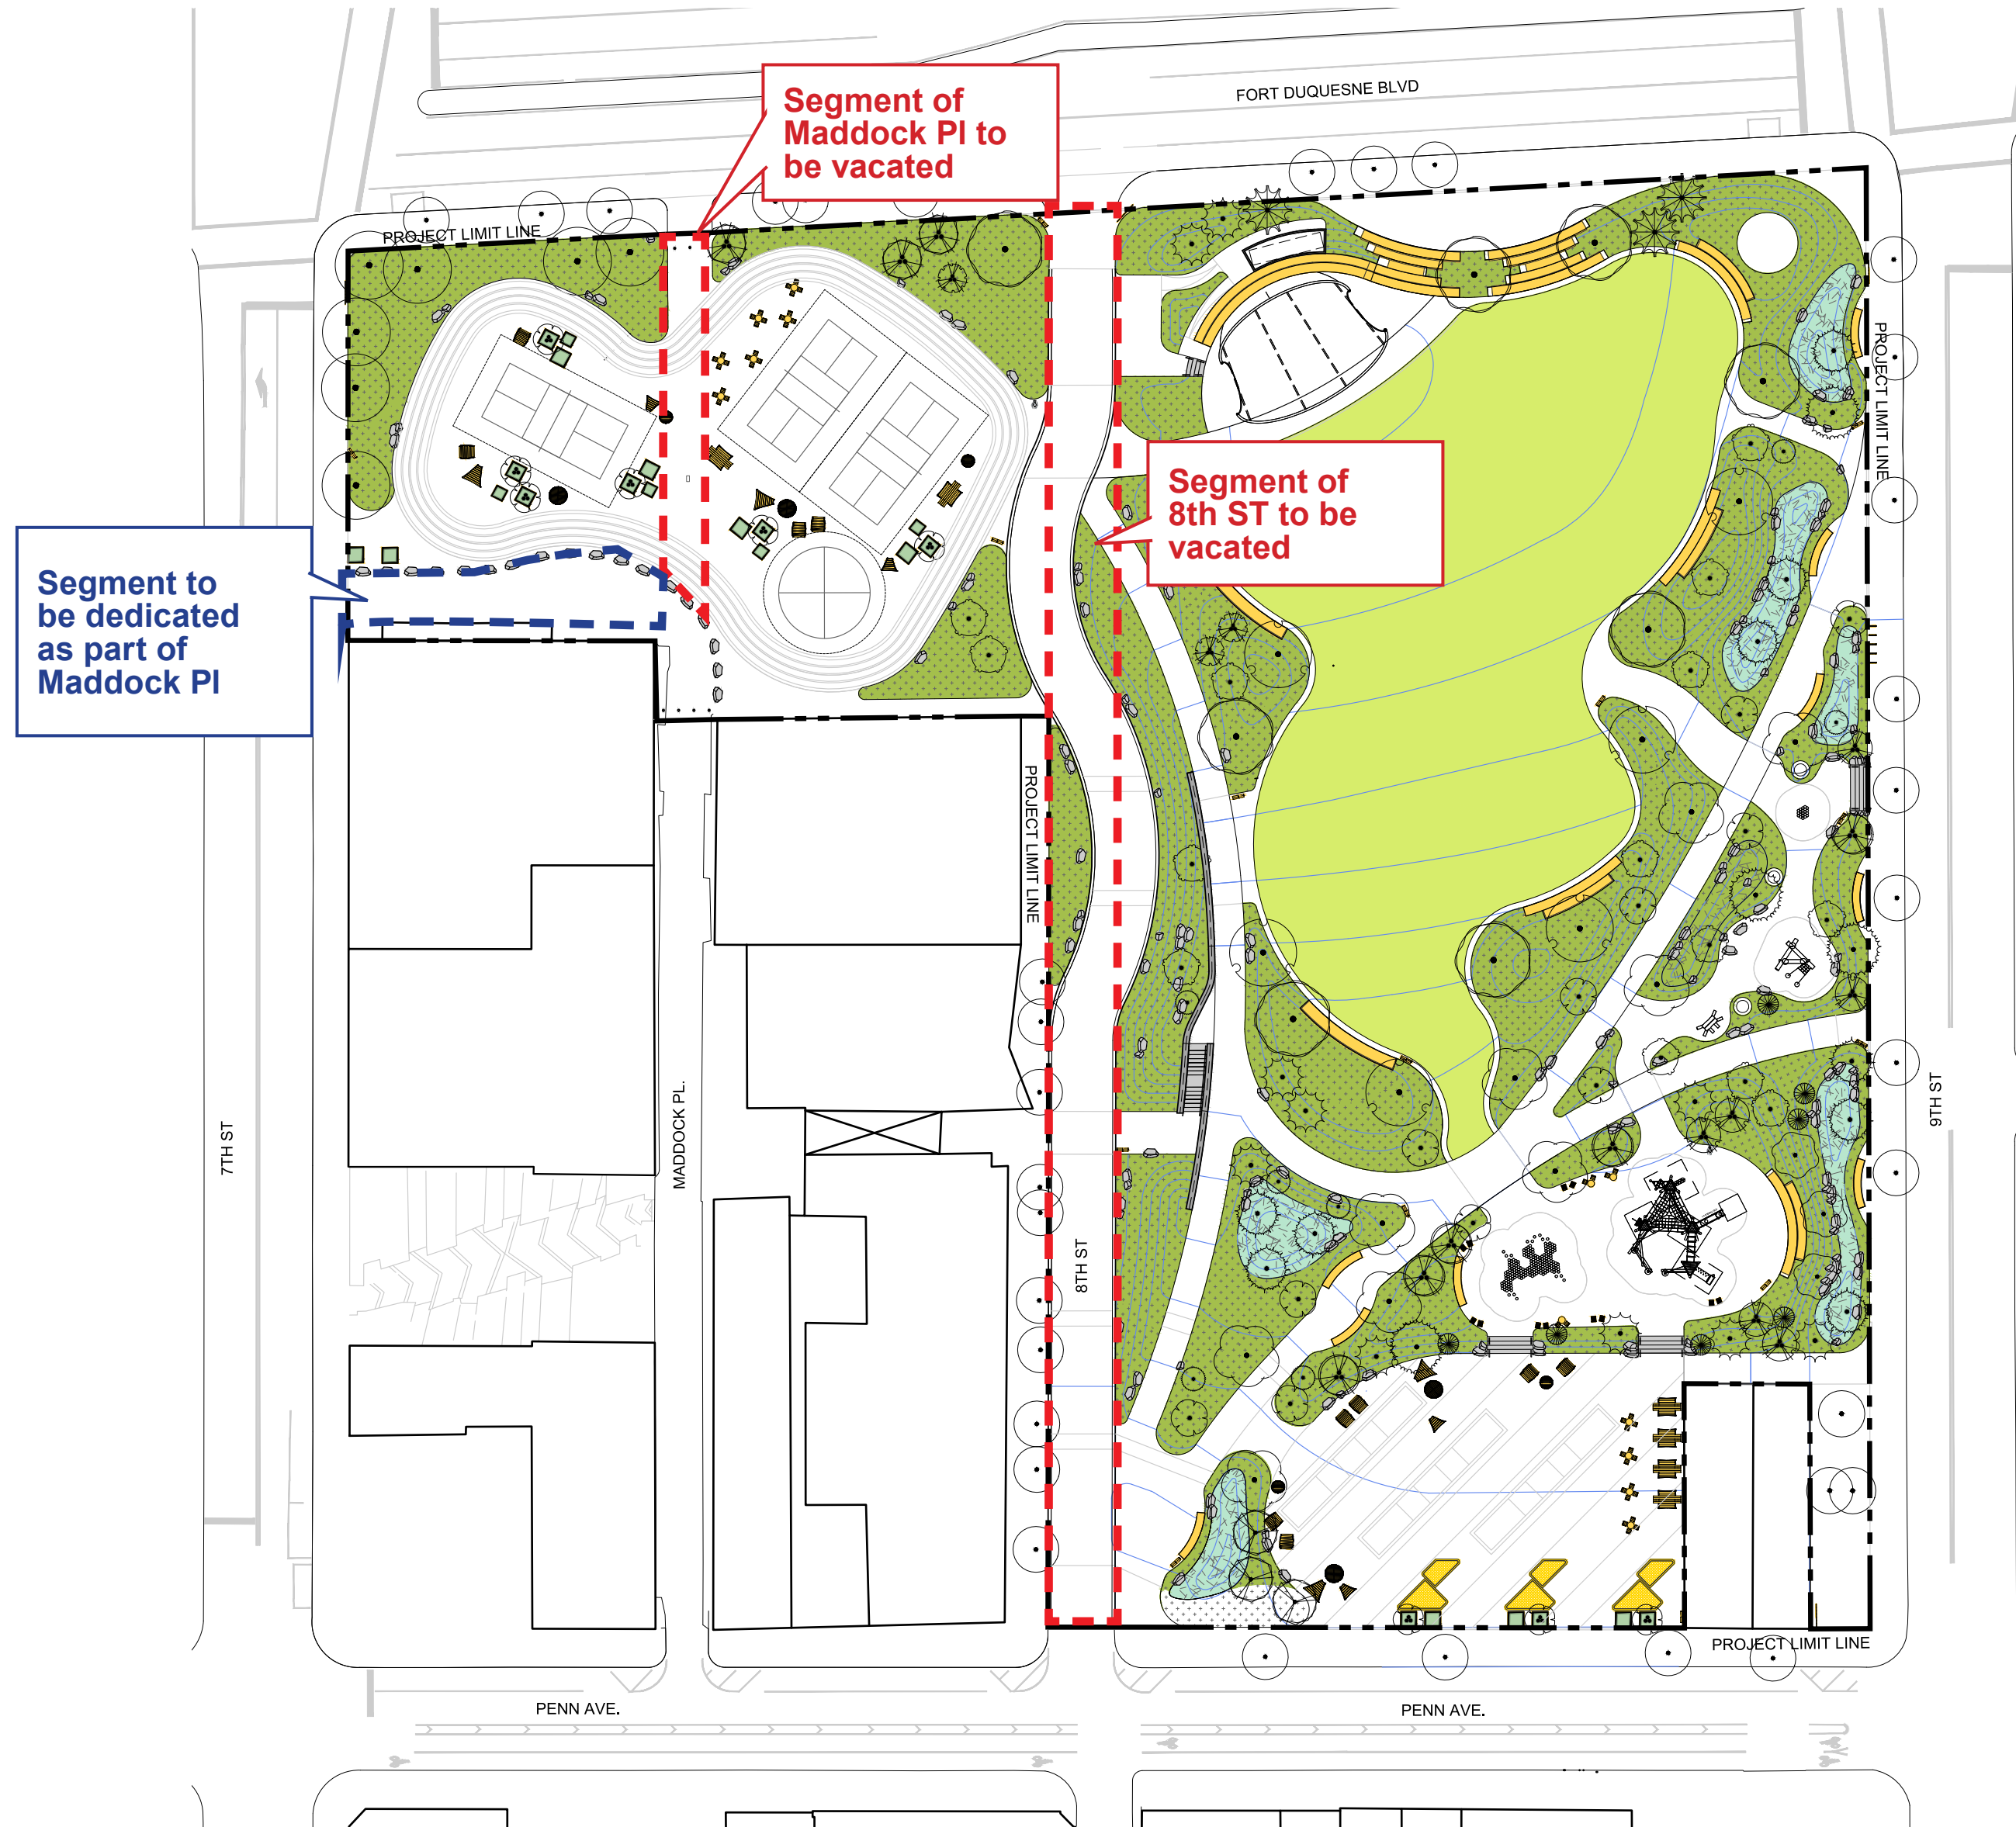 FORT DUQUESNE BLVD
Segment of
Maddock Pl to
be vacated
PROJECT LIMIT LINE
PROJECT LIMIT LINE
Segment of
8th ST to be
vacated
Segment to
be dedicated
as part of
Maddock Pl
PROJECT LIMIT LINE
7TH ST
MADDOCK PL.
8TH ST
9TH ST
PROJECT LIMIT LINE
PENN AVE.
PENN AVE.